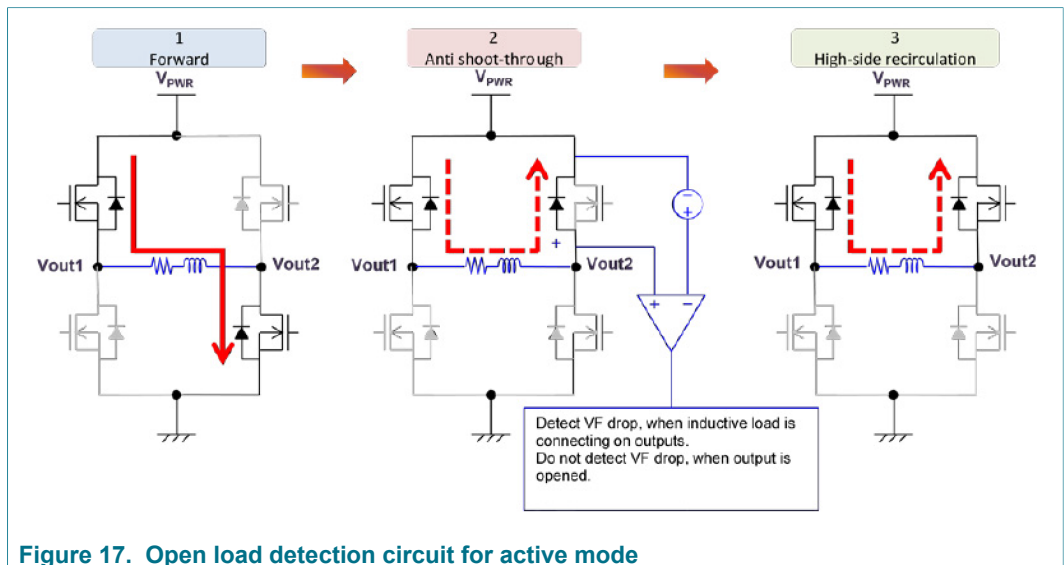 1
Forward
2
Anti shoot-through
3
High-side recirculation
VPWR
VPWR
VPWR
Vout1
Vout2
+
Vout1
Vout2
−
+
+
−
Vout1
Vout2
Detect VF drop, when inductive load is
connecting on outputs.
Do not detect VF drop, when output is
opened.
Figure 17. Open load detection circuit for active mode